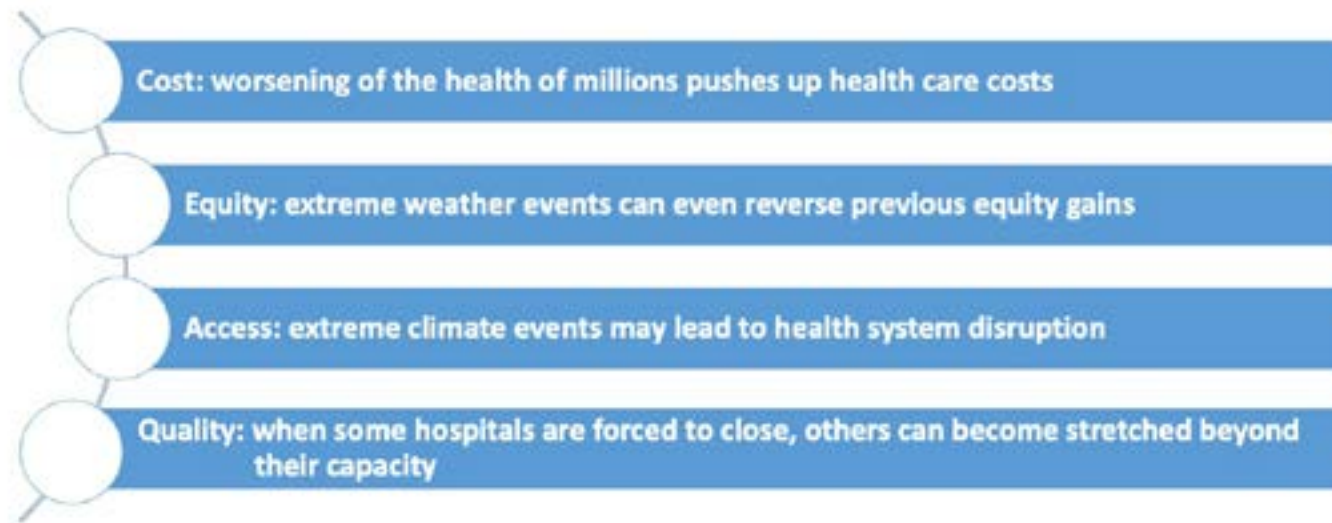 Cost: worsening of the health of millions pushes up health care costs
Equity: extreme weather events can even reverse previous equity gains
Access: extreme climate events may lead to health system disruption
Quality: when some hospitals are forced to close, others can become stretched beyond
their capacity